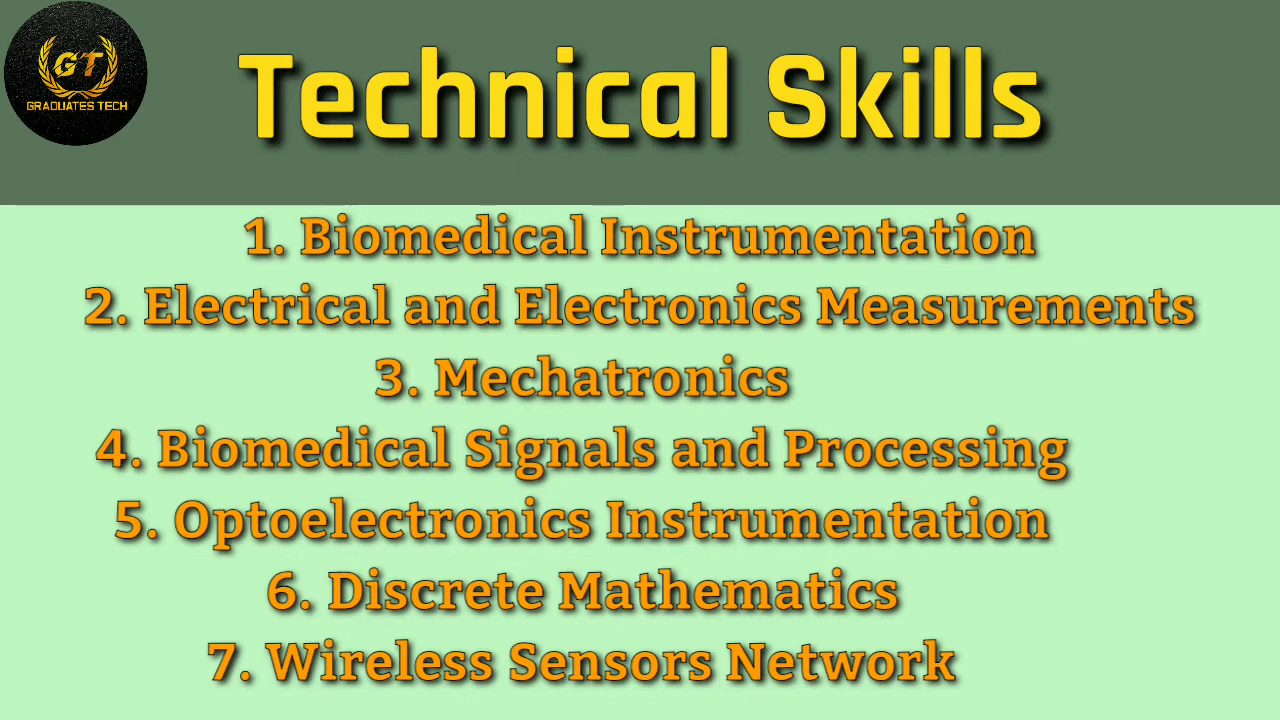 GT
GRADUATES TECH
Technical Skills
1. Biomedical Instrumentation
2. Electrical and Electronics Measurements
3. Mechatronics
4. Biomedical Signals and Processing
5. Optoelectronics Instrumentation
6. Discrete Mathematics
7. Wireless Sensors Network